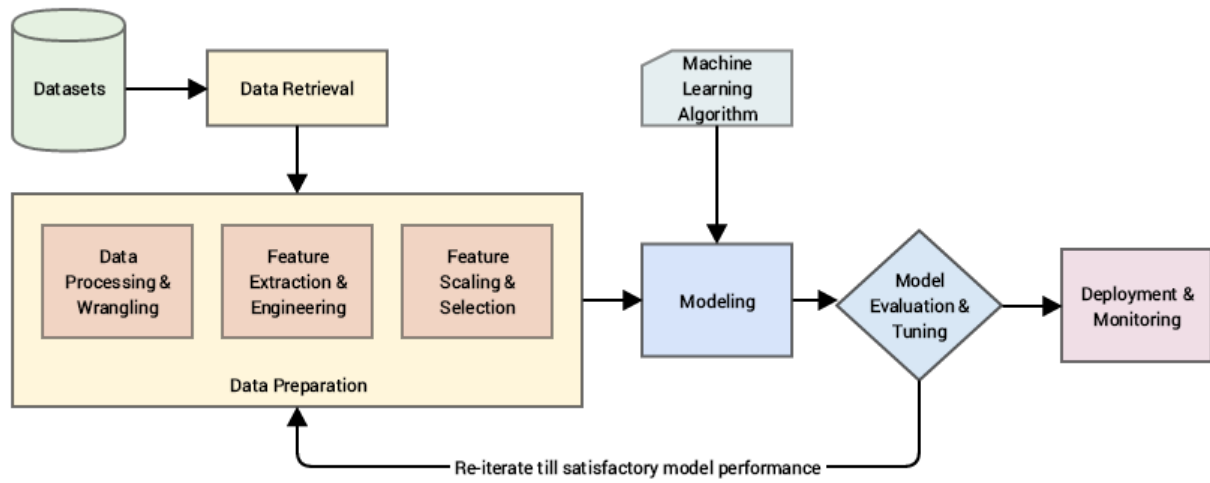 Datasets
Data Retrieval
Machine
Learning
Algorithm
Data
Processing &
Wrangling
Feature
Extraction &
Engineering
Feature
Scaling &
Selection
Data Preparation
Modeling
Model
Evaluation &
Tuning
Deployment &
Monitoring
Re-iterate till satisfactory model performance